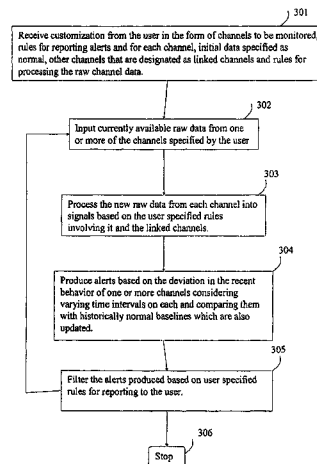 301
Receive customization from the user in the form of channels to be monitored,
rules for reporting alerts and for each channel, initial data specified as
normal, other channels that are designated as linked channels and rules for
processing the raw channel data.
302
Input currently available raw data from one
or more of the channels specified by the user
303
Process the new raw data from each channel into
signals based on the user specified rules
involving it and the linked channels.
304
Produce alerts based on the deviation in the recent
behavior of one or more channels considering
varying time intervals on each and comparing them
with historically normal baselines which are also
updated.
305
Filter the alerts produced based on user specified
rules for reporting to the user.
306
Stop